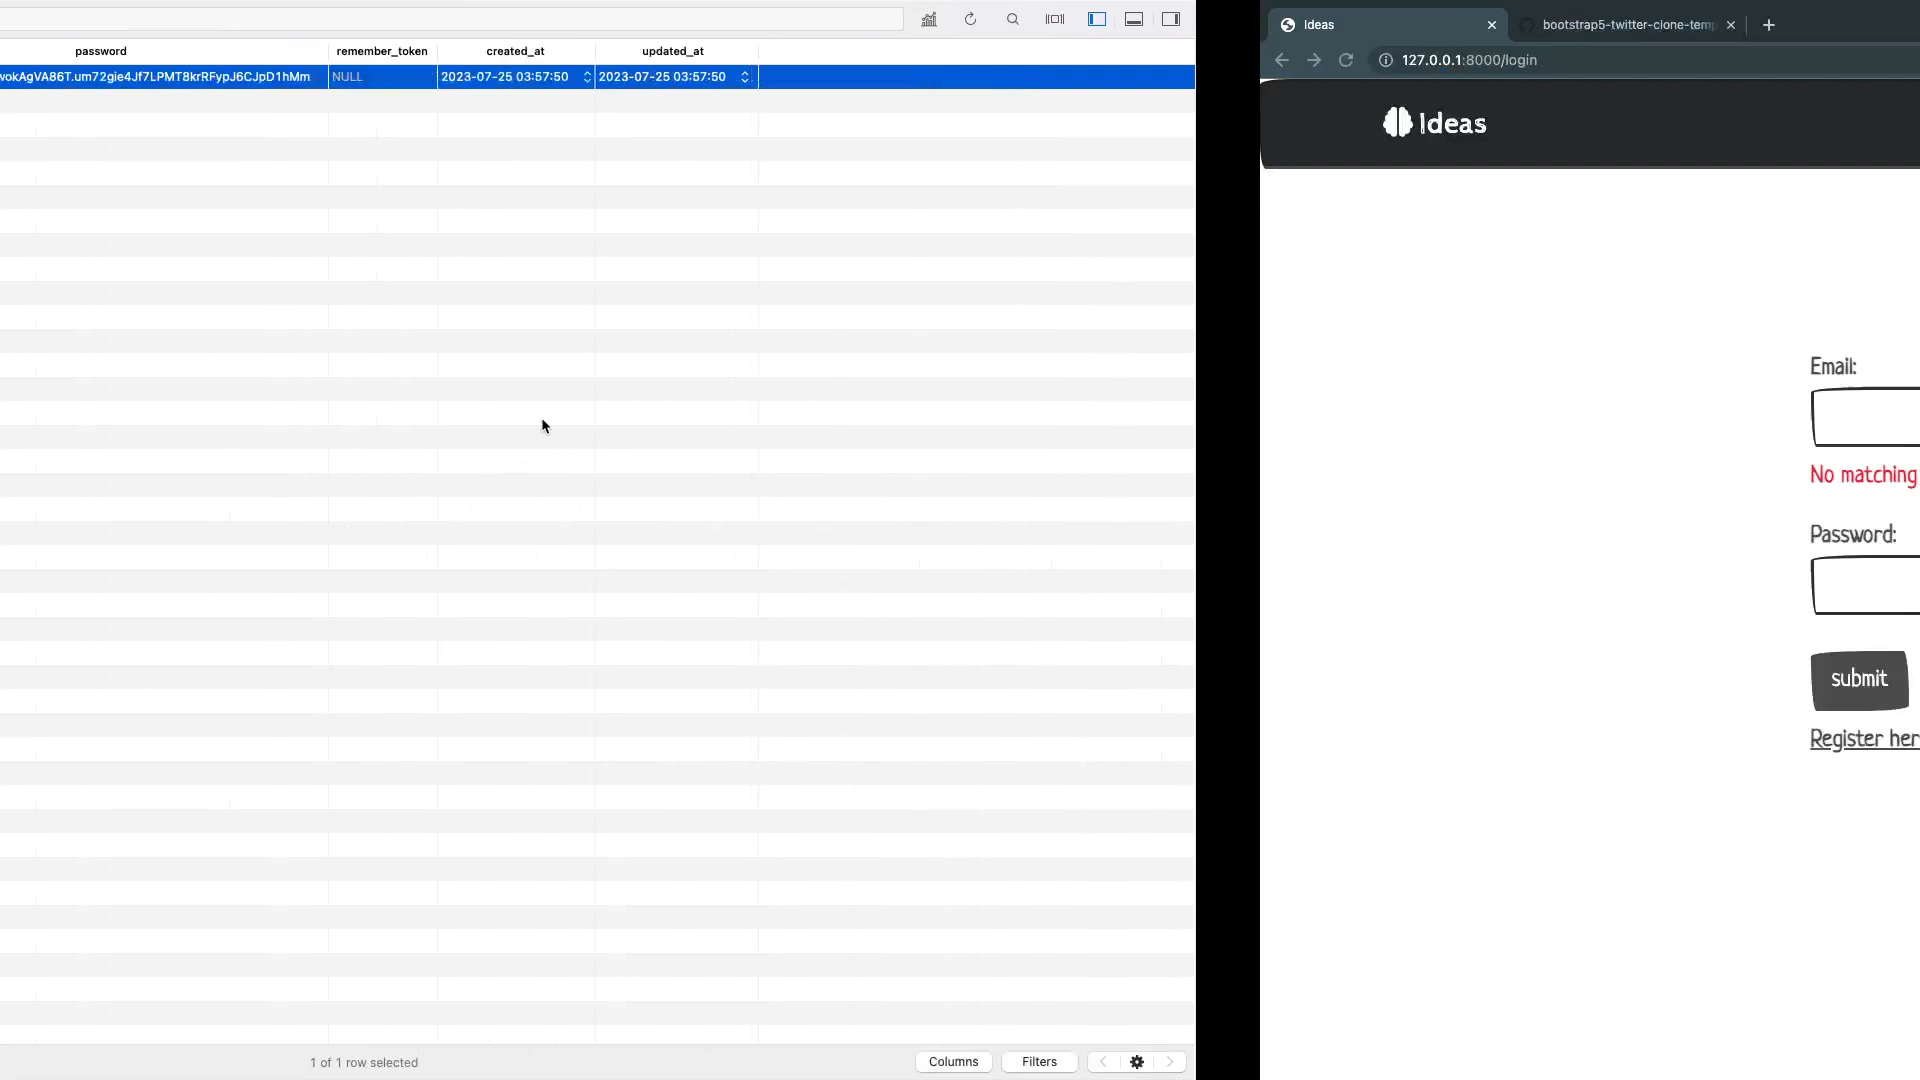 password remember_token created_at updated_at
vokAgVA86T.um72gie4Jf7LPMT8krRFypJ6CJpD1hMm NULL 2023-07-25 03:57:50 2023-07-25 03:57:50
1 of 1 row selected
Columns Filters
Ideas bootstrap5-twitter-clone-temp
127.0.0.1:8000/login
Ideas
Email:
No matching
Password:
submit
Register her